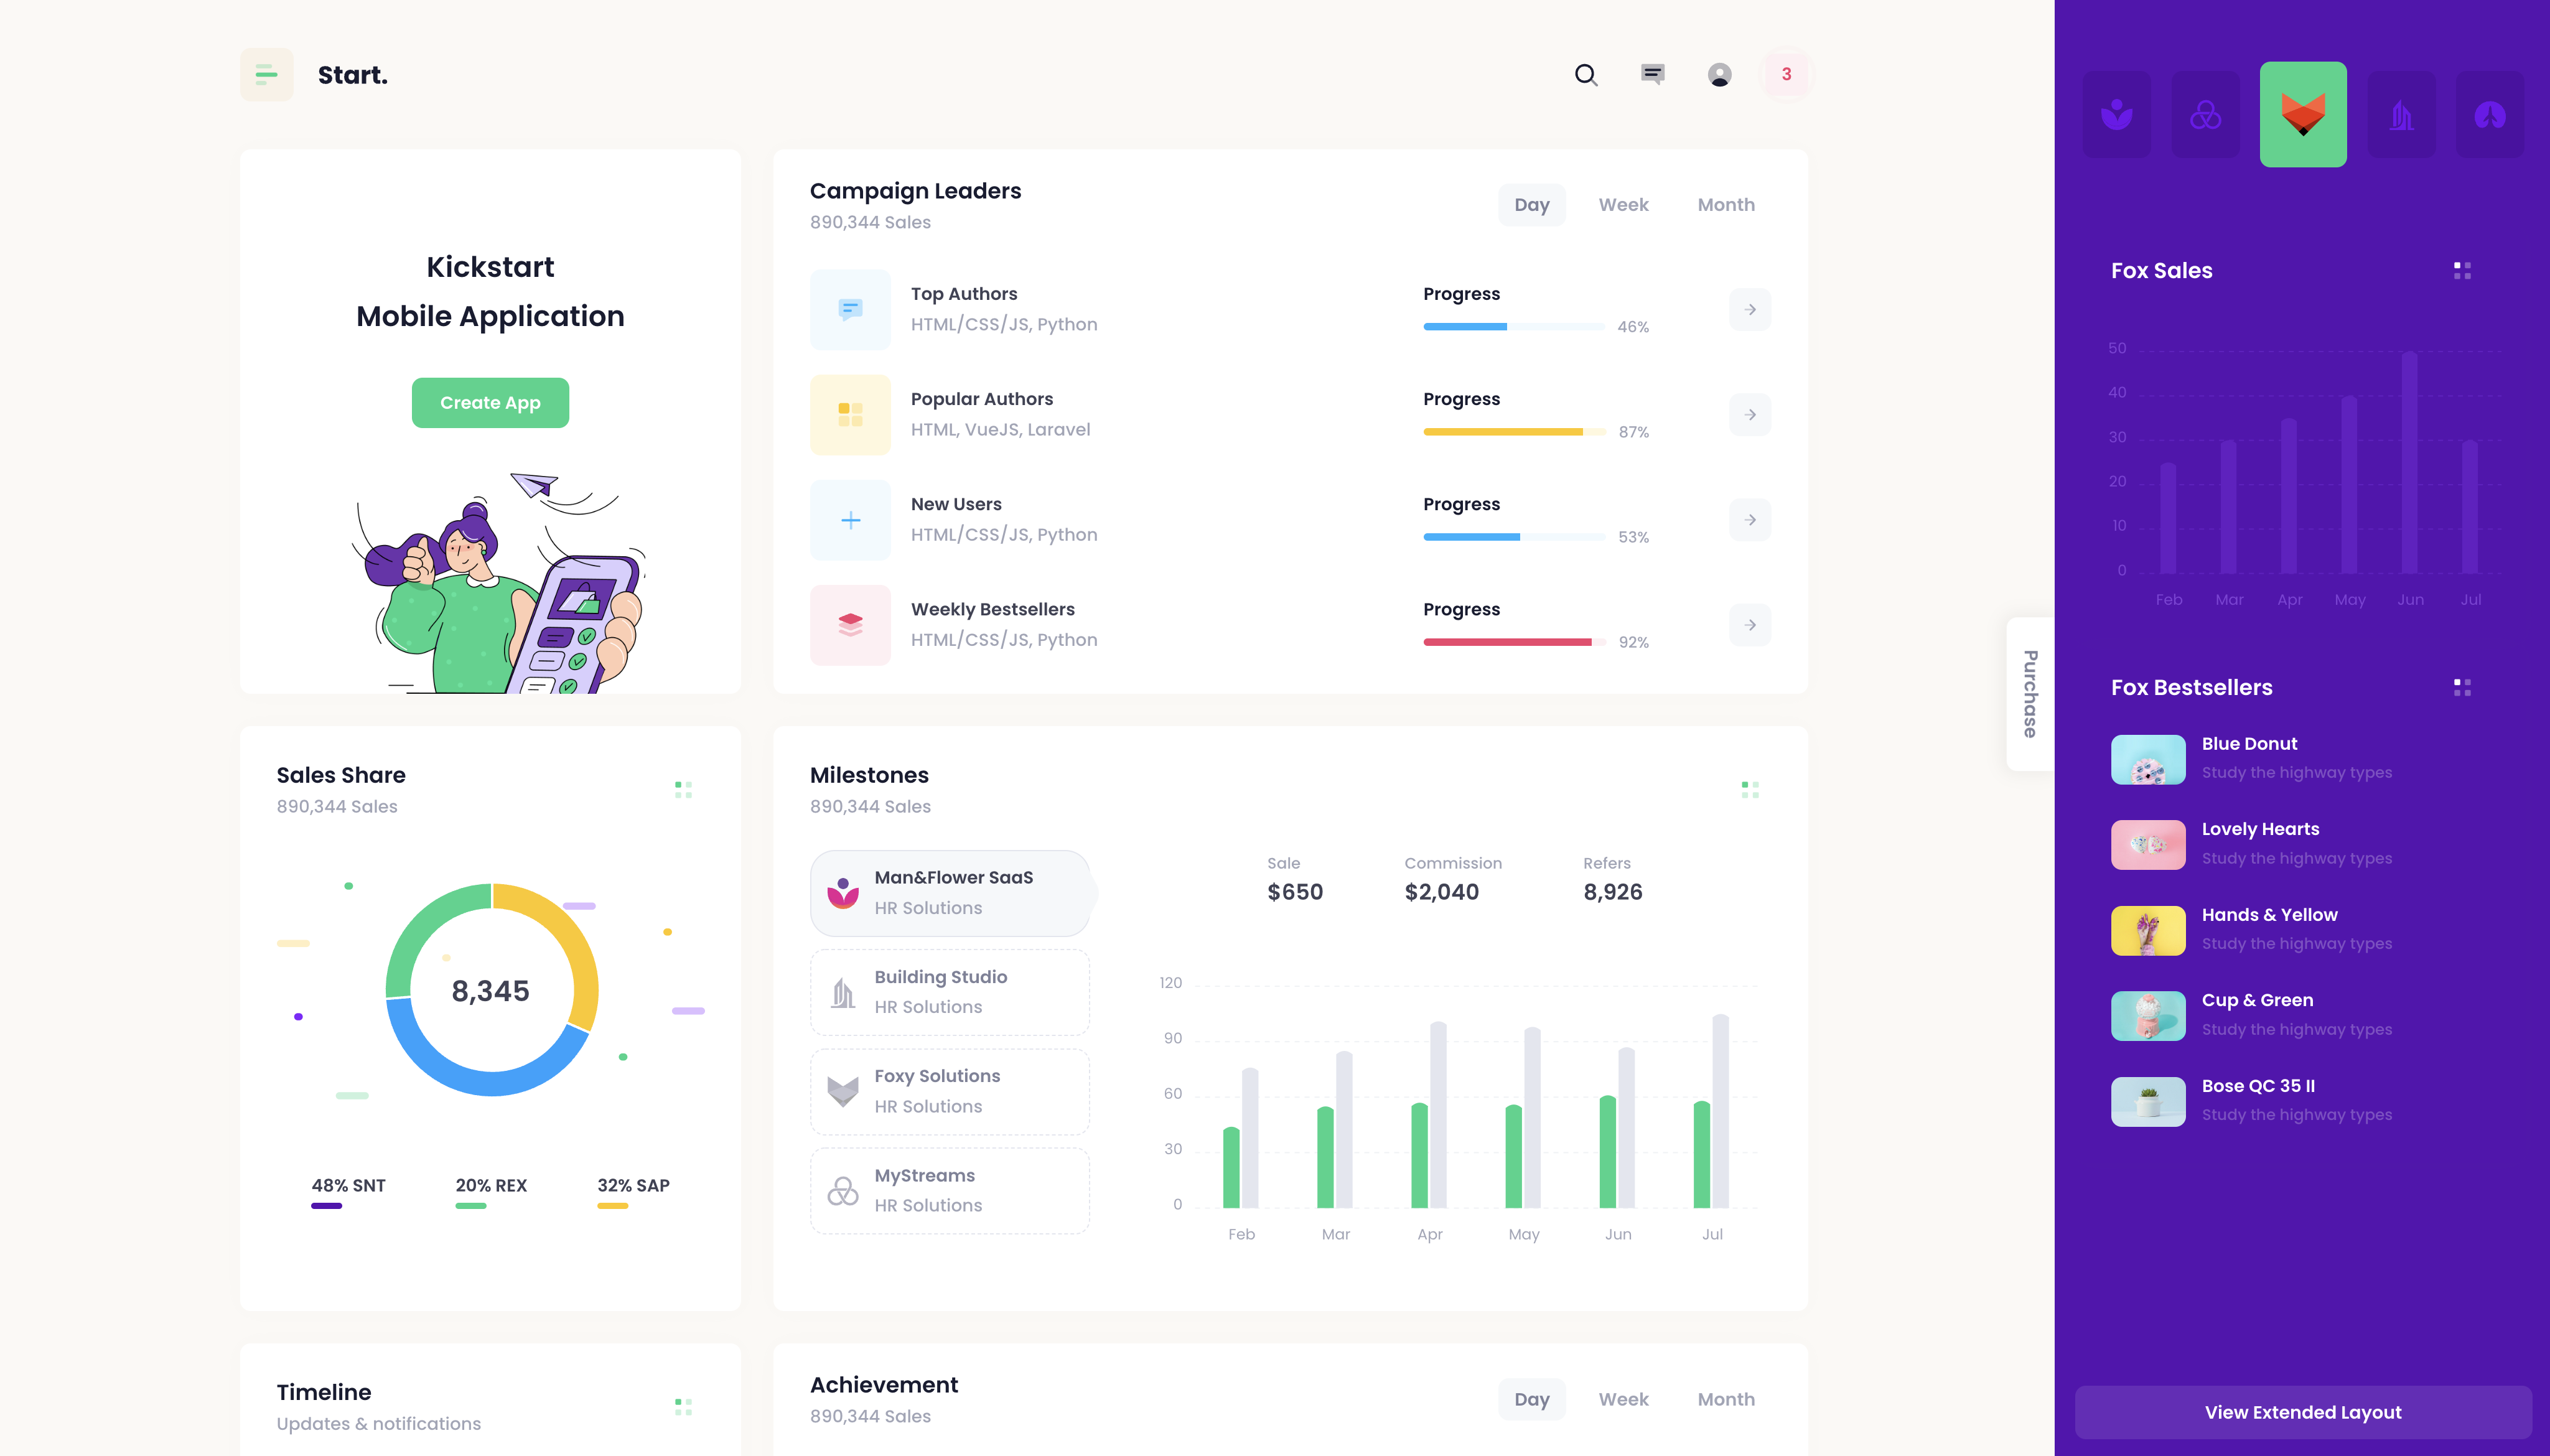 Start.
3
Kickstart
Mobile Application
Create App
Campaign Leaders
890,344 Sales
Day Week Month
Top Authors
HTML/CSS/JS, Python
Progress
46%
Popular Authors
HTML, VueJS, Laravel
Progress
87%
New Users
HTML/CSS/JS, Python
Progress
53%
Weekly Bestsellers
HTML/CSS/JS, Python
Progress
92%
Sales Share
890,344 Sales
8,345
48% SNT 20% REX 32% SAP
Milestones
890,344 Sales
Man&Flower SaaS
HR Solutions
Building Studio
HR Solutions
Foxy Solutions
HR Solutions
MyStreams
HR Solutions
Sale Commission Refers
$650 $2,040 8,926
120
90
60
30
0
Feb Mar Apr May Jun Jul
Timeline
Updates & notifications
Achievement
890,344 Sales
Day Week Month
Purchase
Fox Sales
50
40
30
20
10
0
Feb Mar Apr May Jun Jul
Fox Bestsellers
Blue Donut
Study the highway types
Lovely Hearts
Study the highway types
Hands & Yellow
Study the highway types
Cup & Green
Study the highway types
Bose QC 35 II
Study the highway types
View Extended Layout